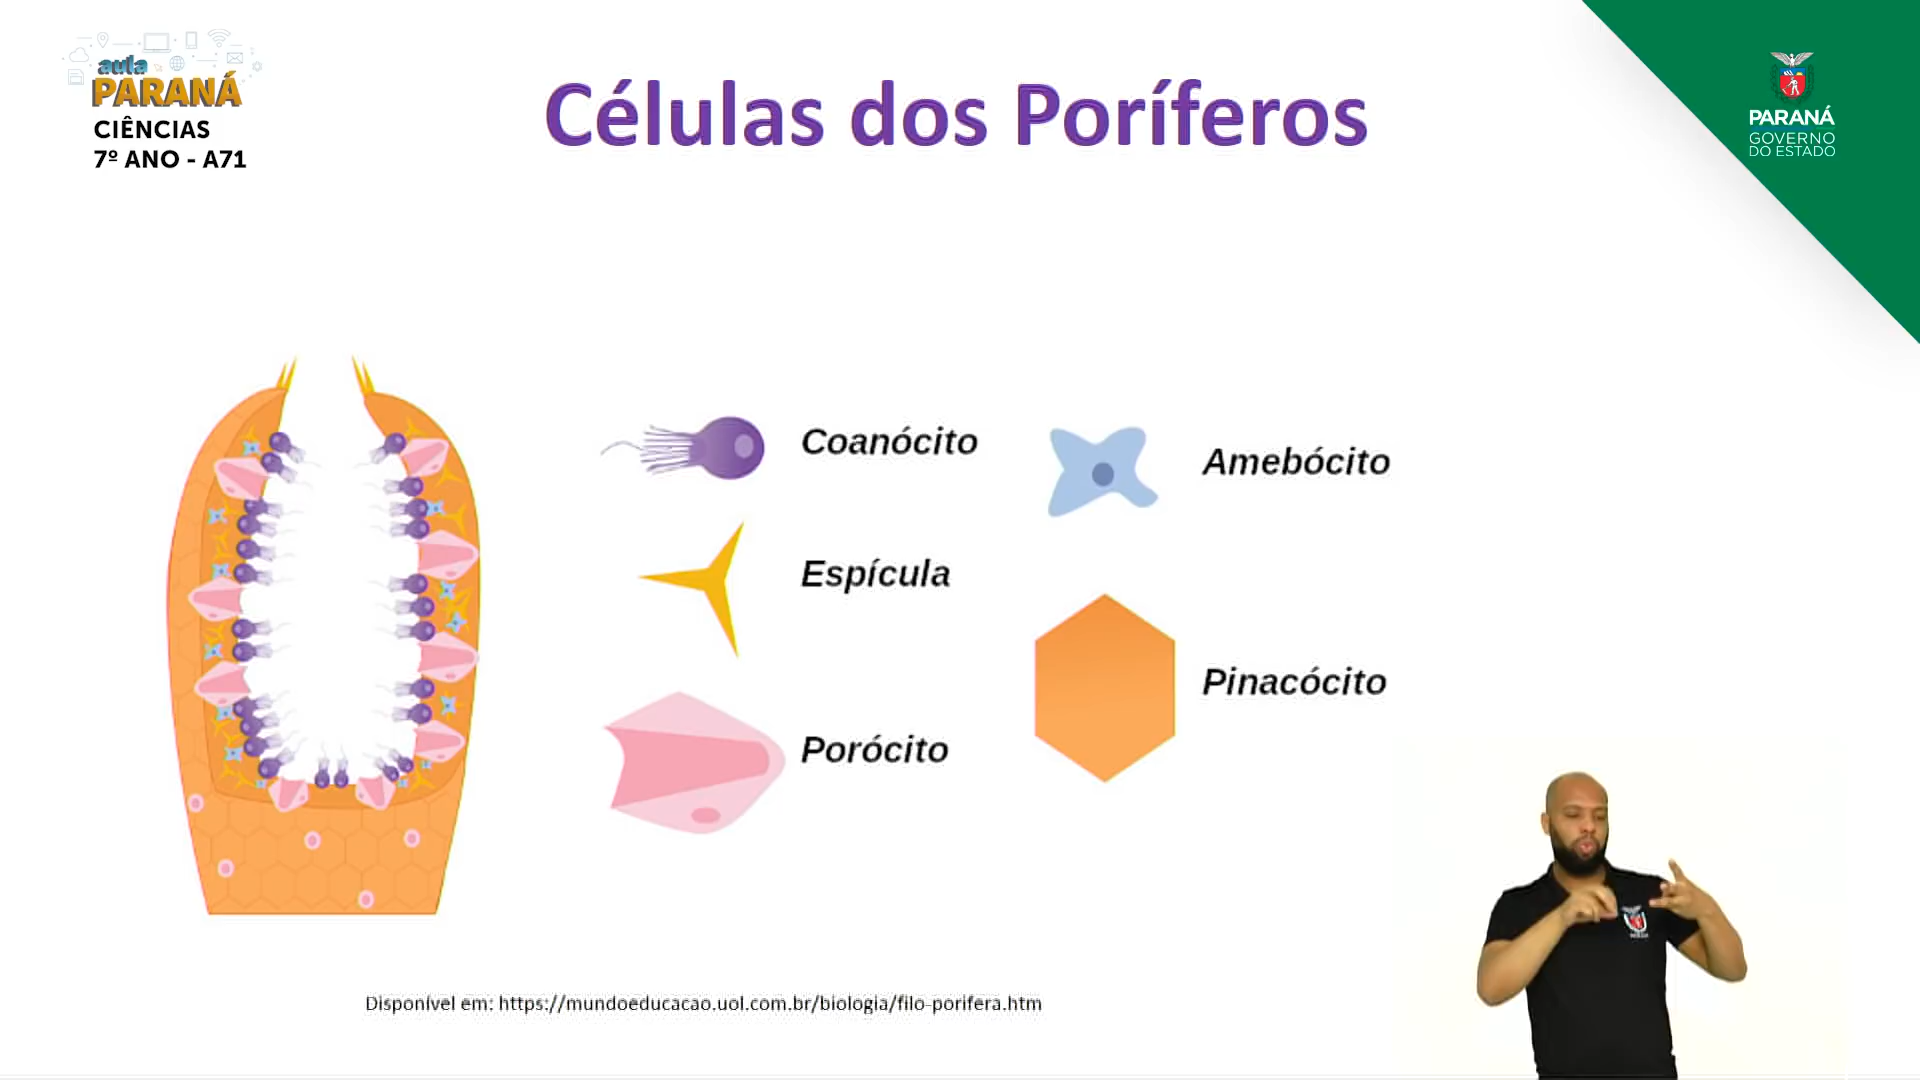 aula
PARANÁ
CIÊNCIAS
7º ANO - A71
Células dos Poríferos
PARANÁ
GOVERNO
DO ESTADO
Coanócito
Amebócito
Espícula
Pinacócito
Porócito
Disponível em: https://mundoeducacao.uol.com.br/biologia/filo-porifera.htm